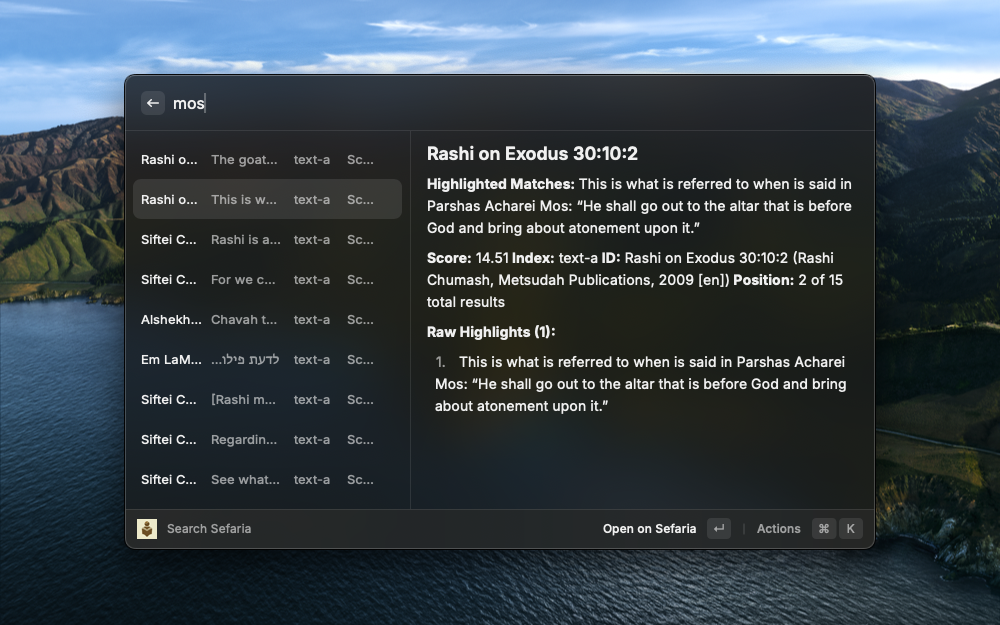 mos
Rashi o... The goat... text-a Sc...
Rashi o... This is w... text-a Sc...
Siftei C... Rashi is a... text-a Sc...
Siftei C... For we c... text-a Sc...
Alshekh... Chavah t... text-a Sc...
Em LaM... לדעת פילו... text-a Sc...
Siftei C... [Rashi m... text-a Sc...
Siftei C... Regardin... text-a Sc...
Siftei C... See what... text-a Sc...
Rashi on Exodus 30:10:2
Highlighted Matches: This is what is referred to when is said in
Parshas Acharei Mos: “He shall go out to the altar that is before
God and bring about atonement upon it.”
Score: 14.51 Index: text-a ID: Rashi on Exodus 30:10:2 (Rashi
Chumash, Metsudah Publications, 2009 [en]) Position: 2 of 15
total results
Raw Highlights (1):
1. This is what is referred to when is said in Parshas Acharei
Mos: “He shall go out to the altar that is before God and bring
about atonement upon it.”
Search Sefaria
Open on Sefaria ↵ | Actions ⌘ K